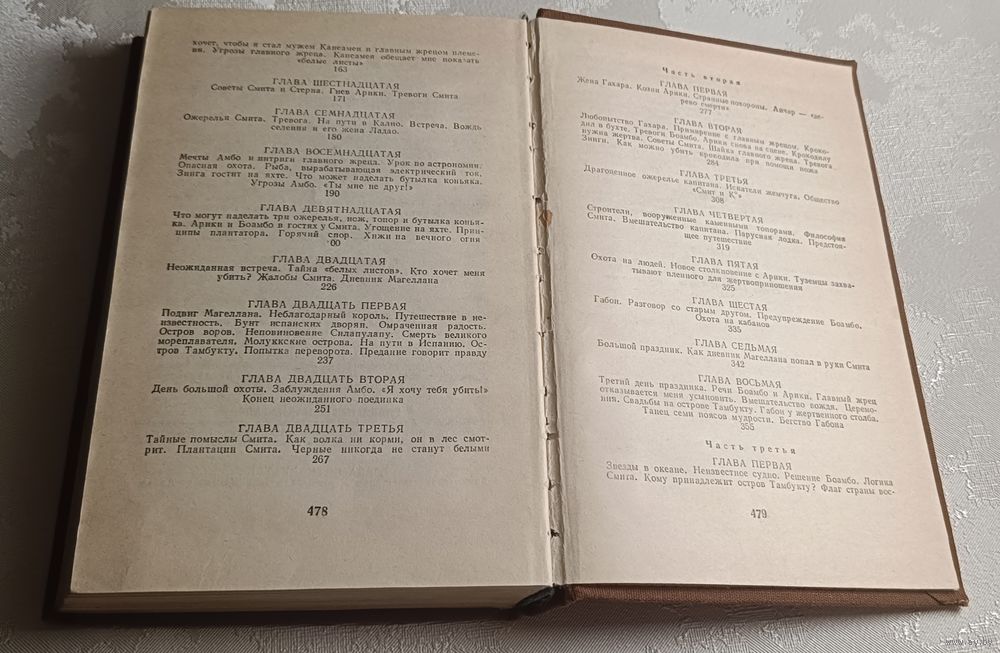 хочет, чтобы я стал мужем Канеамеи и главным жрецом племе-
ни. Угрозы главного жреца. Канеамея обещает мне показать
«белые листы»
163
ГЛАВА ШЕСТНАДЦАТАЯ
Советы Смита и Стерна. Гнев Арики. Тревоги Смита
171
ГЛАВА СЕМНАДЦАТАЯ
Ожерелья Смита. Тревога. На пути в Калио. Встреча. Вождь
селения и его жена Ладао.
180
ГЛАВА ВОСЕМНАДЦАТАЯ
Мечты Амбо и интриги главного жреца. Урок по астрономии.
Опасная охота. Рыба, вырабатывающая электрический ток.
Зинга гостит на яхте. Что может наделать бутылка коньяка.
Угрозы Амбо. «Ты мне не друг!»
190
ГЛАВА ДЕВЯТНАДЦАТАЯ
Что могут наделать три ожерелья, нож, топор и бутылка конья-
ка. Арики и Боамбо в гостях у Смита. Угощение на яхте. Прин-
ципы плантатора. Горячий спор. Хижина вечного огня
00
ГЛАВА ДВАДЦАТАЯ
Неожиданная встреча. Тайна «белых листов». Кто хочет меня
убить? Жалобы Смита. Дневник Магеллана
226
ГЛАВА ДВАДЦАТЬ ПЕРВАЯ
Подвиг Магеллана. Неблагодарный король. Путешествие в не-
известность. Бунт испанских дворян. Омраченная радость.
Остров воров. Неповиновение Силапулапу. Смерть великого
мореплавателя. Молуккские острова. На пути в Испанию. Ос-
тров Тамбукту. Попытка переворота. Предание говорит правду
237
ГЛАВА ДВАДЦАТЬ ВТОРАЯ
День большой охоты. Заблуждения Амбо. «Я хочу тебя убить!»
Конец неожиданного поединка
251
ГЛАВА ДВАДЦАТЬ ТРЕТЬЯ
Тайные помыслы Смита. Как волка ни корми, он в лес смот-
рит. Плантации Смита. Черные никогда не станут белыми
267
478
Часть вторая
ГЛАВА ПЕРВАЯ
Жена Гахара. Козни Арики. Странные похороны. Анчар — «де-
рево смерти»
277
ГЛАВА ВТОРАЯ
Любопытство Гахара. Примирение с главным жрецом. Кроко-
дил в бухте. Тревоги Боамбо. Арики снова на сцене. Крокодилу
нужна жертва. Советы Смита. Шайка главного жреца. Тревога
Зинги. Как можно убить крокодила при помощи ножа
284
ГЛАВА ТРЕТЬЯ
Драгоценное ожерелье капитана. Искатели жемчуга. Общество
«Смит и К°»
308
ГЛАВА ЧЕТВЕРТАЯ
Строители, вооруженные каменными топорами. Философия
Смита. Вмешательство капитана. Парусная лодка. Предстоя-
щее путешествие
319
ГЛАВА ПЯТАЯ
Охота на людей. Новое столкновение с Арики. Туземцы захва-
тывают пленного для жертвоприношения
325
ГЛАВА ШЕСТАЯ
Габон. Разговор со старым другом. Предупреждение Боамбо.
Охота на кабанов
335
ГЛАВА СЕДЬМАЯ
Большой праздник. Как дневник Магеллана попал в руки Смита
342
ГЛАВА ВОСЬМАЯ
Третий день праздника. Речи Боамбо и Арики. Главный жрец
отказывается меня усыновить. Вмешательство вождя. Церемо-
ния. Свадьбы на острове Тамбукту. Габон у жертвенного столба.
Танец семи поясов мудрости. Бегство Габона
355
Часть третья
ГЛАВА ПЕРВАЯ
Звезды в океане. Неизвестное судно. Решение Боамбо. Логика
Смита. Кому принадлежит остров Тамбукту? Флаг страны вос-
479